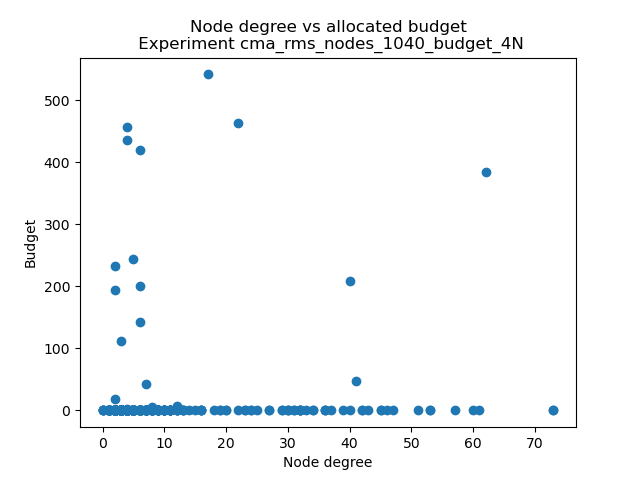 Node degree vs allocated budget
Experiment cma_rms_nodes_1040_budget_4N
Budget
500
400
300
200
100
0
0 10 20 30 40 50 60 70
Node degree